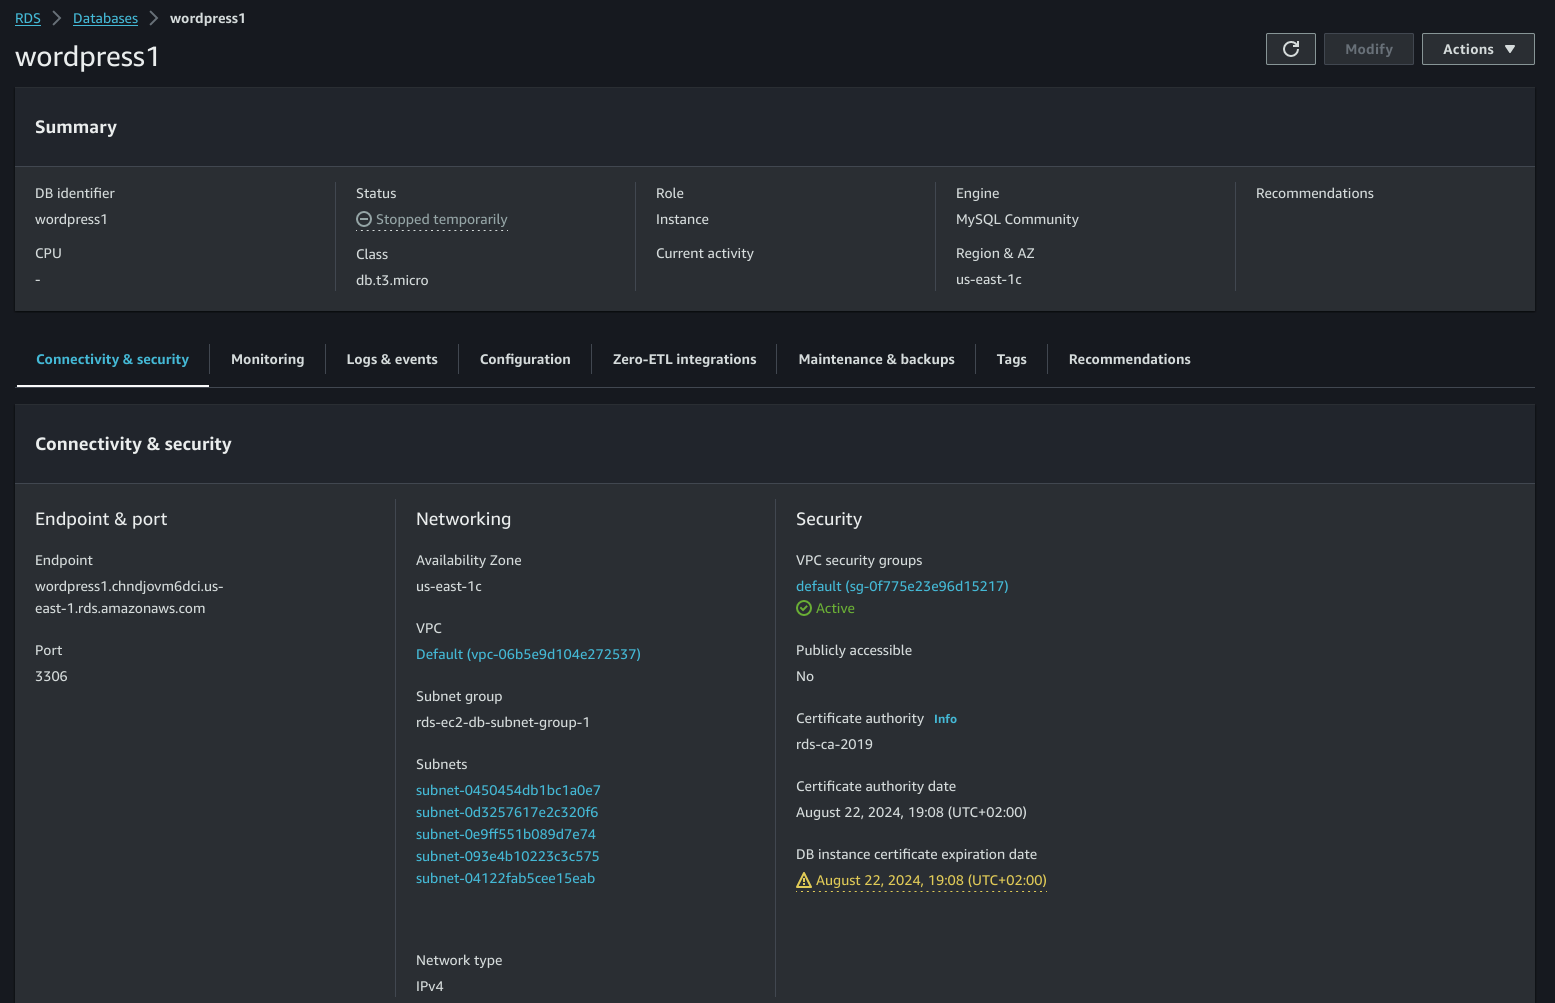 RDS > Databases > wordpress1
wordpress1
Modify
Actions
Summary
DB identifier
wordpress1
CPU
-
Status
Stopped temporarily
Class
db.t3.micro
Role
Instance
Current activity
Engine
MySQL Community
Region & AZ
us-east-1c
Recommendations
Connectivity & security
Monitoring
Logs & events
Configuration
Zero-ETL integrations
Maintenance & backups
Tags
Recommendations
Connectivity & security
Endpoint & port
Endpoint
wordpress1.chndjovm6dci.us-
east-1.rds.amazonaws.com
Port
3306
Networking
Availability Zone
us-east-1c
VPC
Default (vpc-06b5e9d104e272537)
Subnet group
rds-ec2-db-subnet-group-1
Subnets
subnet-0450454db1bc1a0e7
subnet-0d3257617e2c320f6
subnet-0e9ff551b089d7e74
subnet-093e4b10223c3c575
subnet-04122fab5cee15eab
Network type
IPv4
Security
VPC security groups
default (sg-0f775e23e96d15217)
Active
Publicly accessible
No
Certificate authority Info
rds-ca-2019
Certificate authority date
August 22, 2024, 19:08 (UTC+02:00)
DB instance certificate expiration date
August 22, 2024, 19:08 (UTC+02:00)